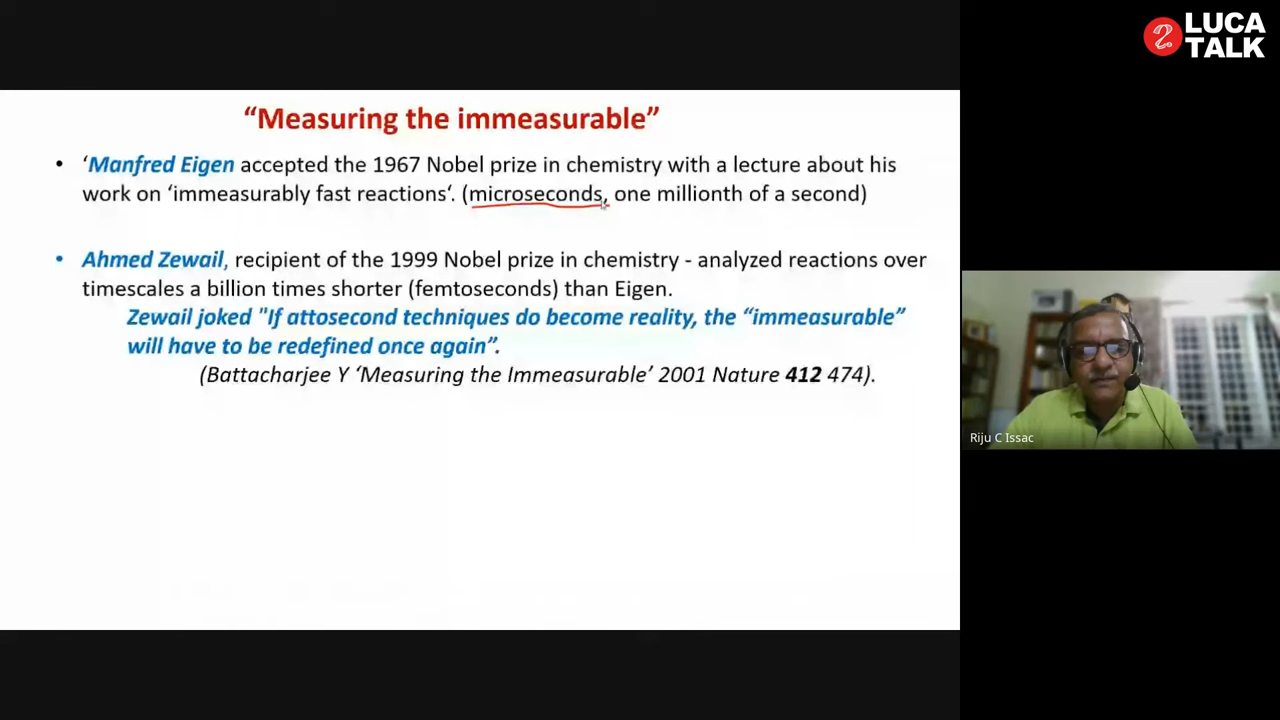 “Measuring the immeasurable”
• ‘Manfred Eigen accepted the 1967 Nobel prize in chemistry with a lecture about his
work on ‘immeasurably fast reactions‘. (microseconds, one millionth of a second)
• Ahmed Zewail, recipient of the 1999 Nobel prize in chemistry - analyzed reactions over
timescales a billion times shorter (femtoseconds) than Eigen.
Zewail joked "If attosecond techniques do become reality, the “immeasurable”
will have to be redefined once again”.
(Battacharjee Y ‘Measuring the Immeasurable’ 2001 Nature 412 474).
LUCA
TALK
Riju C Issac